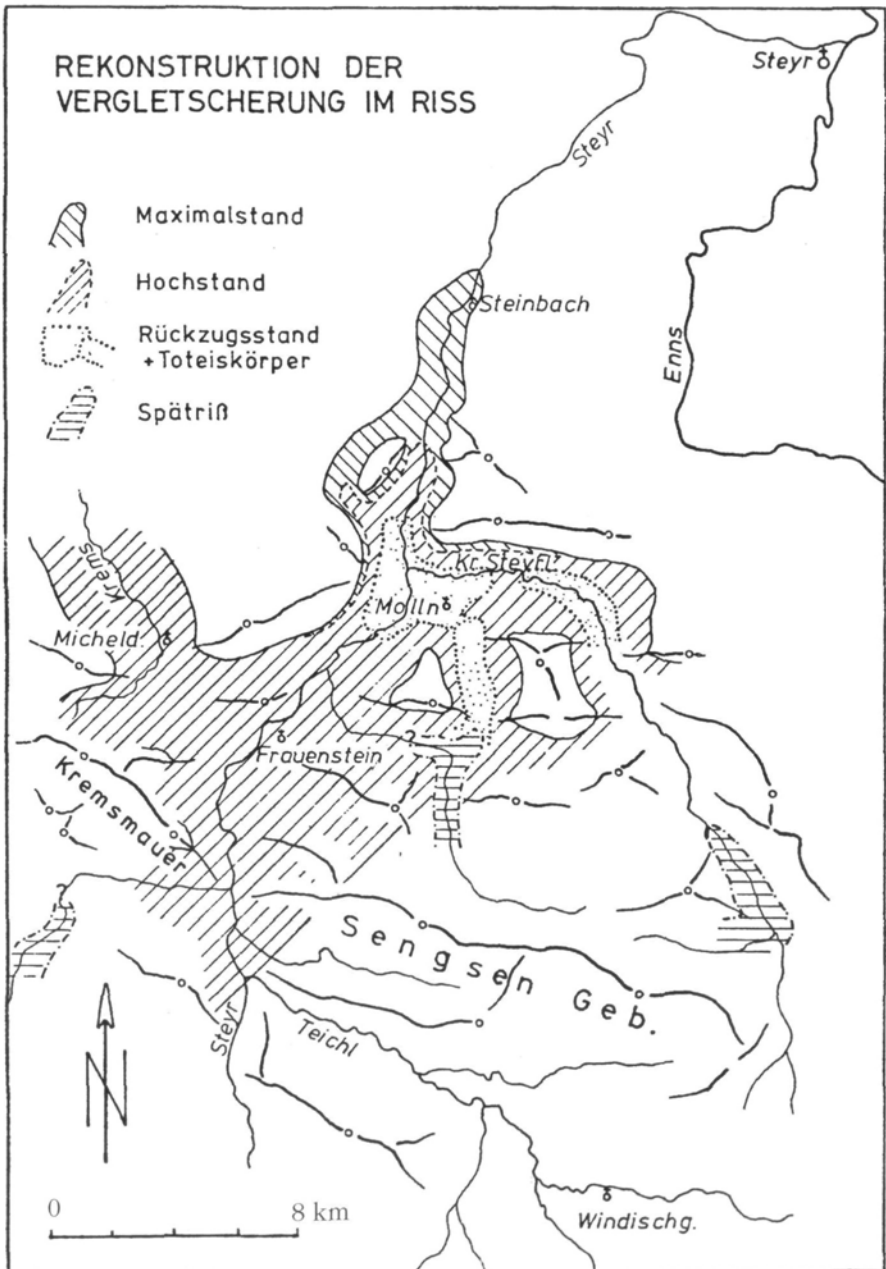 REKONSTRUKTION DER
VERGLETSCHERUNG IM RISS
Maximalstand
Hochstand
Rückzugsstand
+Toteiskörper
Spätriß
Steyr
Steyr
Steinbach
Enns
Krems
Kr. Steyrl.
Molln
Micheld.
Frauenstein
?
Kremsmauer
?
Sengsen Geb.
Steyr
Teichl
N
0 8 km
Windischg.